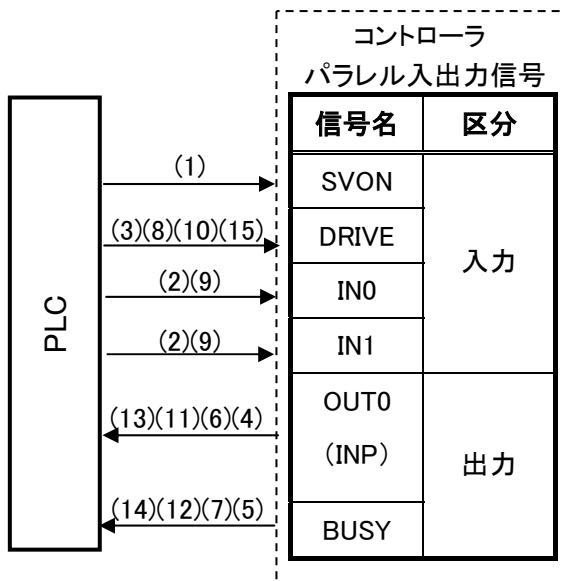 コントローラ
パラレル入出力信号
信号名 区分
(1) SVON
(3)(8)(10)(15) DRIVE
入力
(2)(9) IN0
PLC
(2)(9) IN1
OUT0
(13)(11)(6)(4)
(INP)
出力
(14)(12)(7)(5)
BUSY